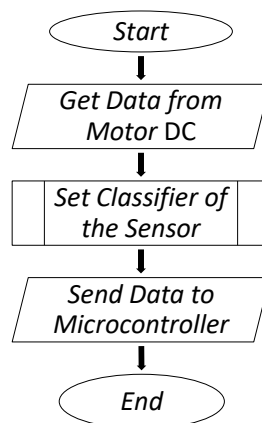 Start
Get Data from
Motor DC
Set Classifier of
the Sensor
Send Data to
Microcontroller
End